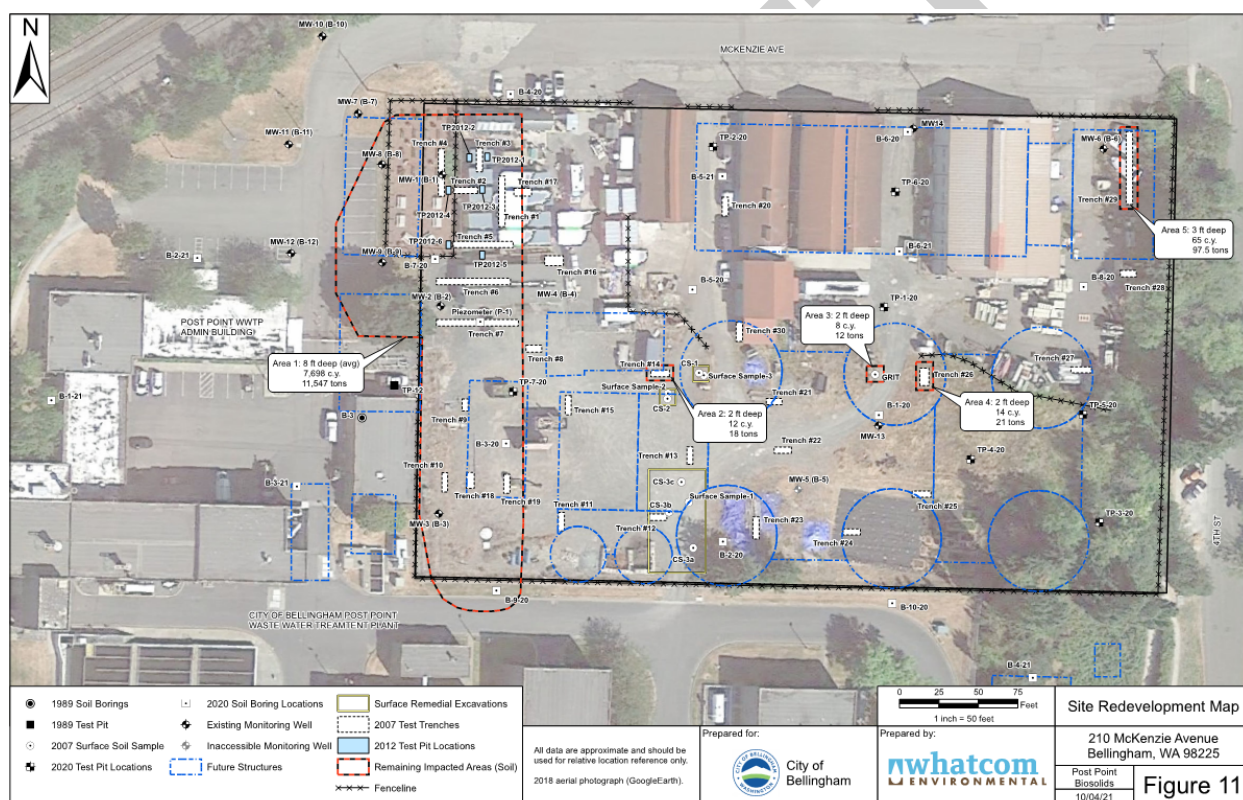 N
MW-10 (B-10)
MCKENZIE AVE
B-4-20
MW-7 (B-7)
TP2012-2
MW-11 (B-11)
Trench #4
Trench #3
MW-8 (B-8)
TP2012-1
MW-1 (B-1)
Trench #2
Trench #17
TP2012-4
TP2012-3
Trench #1
TP-2-20
B-5-21
Trench #20
B-6-20
MW14
TP-6-20
MW-6 (B-6)
Trench #29
Area 5: 3 ft deep
65 c.y.
97.5 tons
TP2012-6
Trench #5
MW-12 (B-12)
B-2-21
MW-9 (B-9)
B-7-20
TP2012-5
Trench #16
B-6-21
B-8-20
Trench #28
Trench #6
B-5-20
MW-2 (B-2)
MW-4 (B-4)
Piezometer (P-1)
Trench #7
TP-1-20
POST POINT WWTP
ADMIN BUILDING
Area 3: 2 ft deep
8 c.y.
12 tons
Trench #30
Trench #8
Area 1: 8 ft deep (avg)
7,698 c.y.
11,547 tons
Trench #14
CS-1
Surface Sample-3
GRIT
Trench #26
Trench #27
TP-12
TP-7-20
Surface Sample-2
CS-2
B-1-21
B-3
Trench #9
Trench #15
Area 2: 2 ft deep
12 c.y.
18 tons
Trench #21
B-1-20
Area 4: 2 ft deep
14 c.y.
21 tons
TP-5-20
MW-13
B-3-20
Trench #22
Trench #13
TP-4-20
Trench #10
B-3-21
Trench #18
Trench #19
CS-3c
MW-5 (B-5)
Surface Sample-1
Trench #25
MW-3 (B-3)
Trench #11
CS-3b
Trench #12
Trench #23
Trench #24
TP-3-20
4TH ST
CS-3a
B-2-20
B-9-20
B-10-20
CITY OF BELLINGHAM POST POINT
WASTE WATER TREAMTENT PLANT
B-4-21
1989 Soil Borings
1989 Test Pit
2007 Surface Soil Sample
2020 Test Pit Locations
2020 Soil Boring Locations
Existing Monitoring Well
Inaccessible Monitoring Well
Future Structures
Surface Remedial Excavations
2007 Test Trenches
2012 Test Pit Locations
Remaining Impacted Areas (Soil)
Fenceline
All data are approximate and should be
used for relative location reference only.
2018 aerial photograph (GoogleEarth).
Prepared for:
CITY OF BELLINGHAM
WASHINGTON
City of
Bellingham
0 25 50 75
Feet
1 inch = 50 feet
Prepared by:
whatcom
ENVIRONMENTAL
Site Redevelopment Map
210 McKenzie Avenue
Bellingham, WA 98225
Post Point
Biosolids
10/04/21
Figure 11